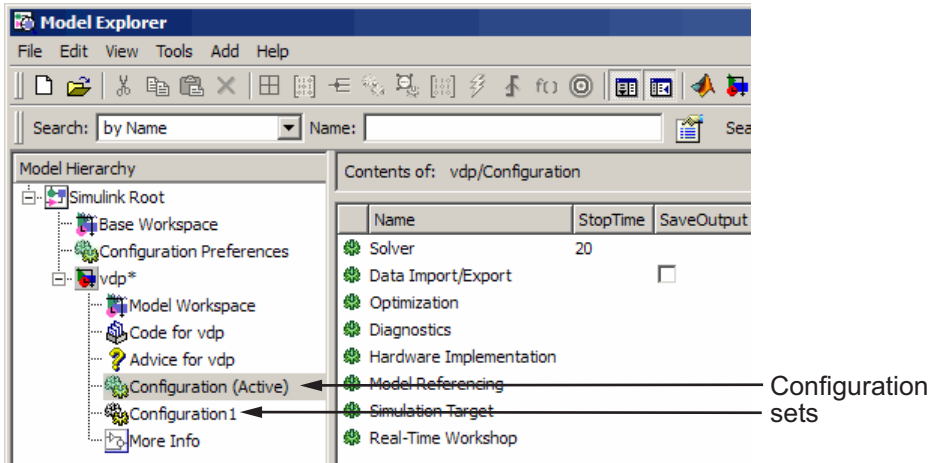 Model Explorer
File Edit View Tools Add Help
f()
Search: by Name Name: Sea
Model Hierarchy
Simulink Root
Base Workspace
Configuration Preferences
vdp*
Model Workspace
Code for vdp
Advice for vdp
Configuration (Active)
Configuration1
More Info
Contents of: vdp/Configuration
Name StopTime SaveOutput
Solver 20
Data Import/Export
Optimization
Diagnostics
Hardware Implementation
Model Referencing
Simulation Target
Real-Time Workshop
Configuration
sets